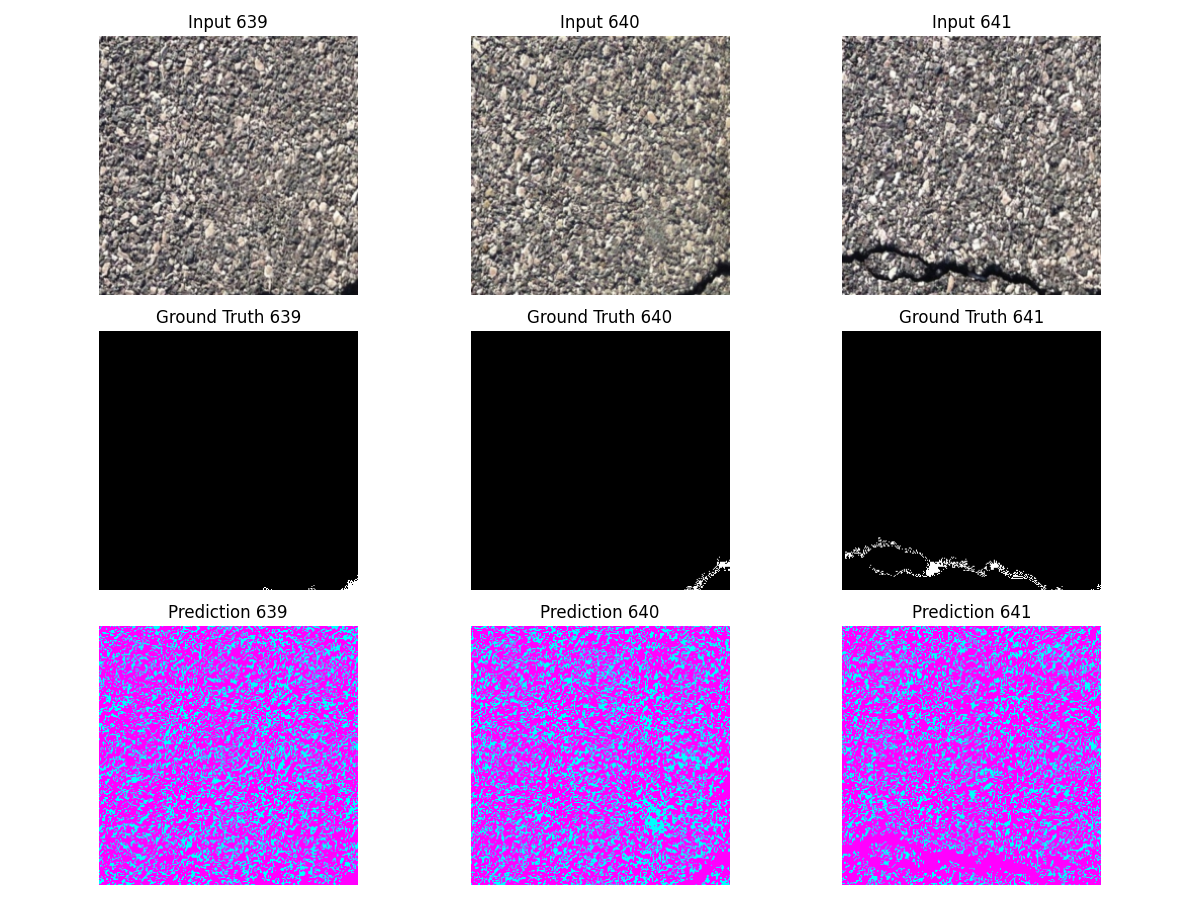 Input 639
Input 640
Input 641
Ground Truth 639
Ground Truth 640
Ground Truth 641
Prediction 639
Prediction 640
Prediction 641